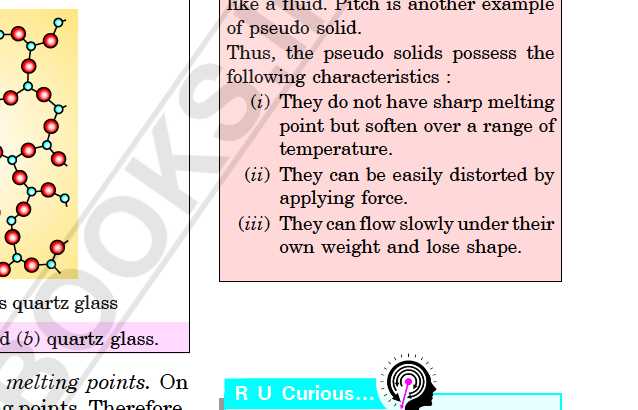 like a fluid. Pitch is another example
of pseudo solid.
Thus, the pseudo solids possess the
following characteristics :
(i) They do not have sharp melting
point but soften over a range of
temperature.
(ii) They can be easily distorted by
applying force.
(iii) They can flow slowly under their
own weight and lose shape.
s quartz glass
d (b) quartz glass.
melting points. On
g points. Therefore,
R U Curious...
BOOKS.I